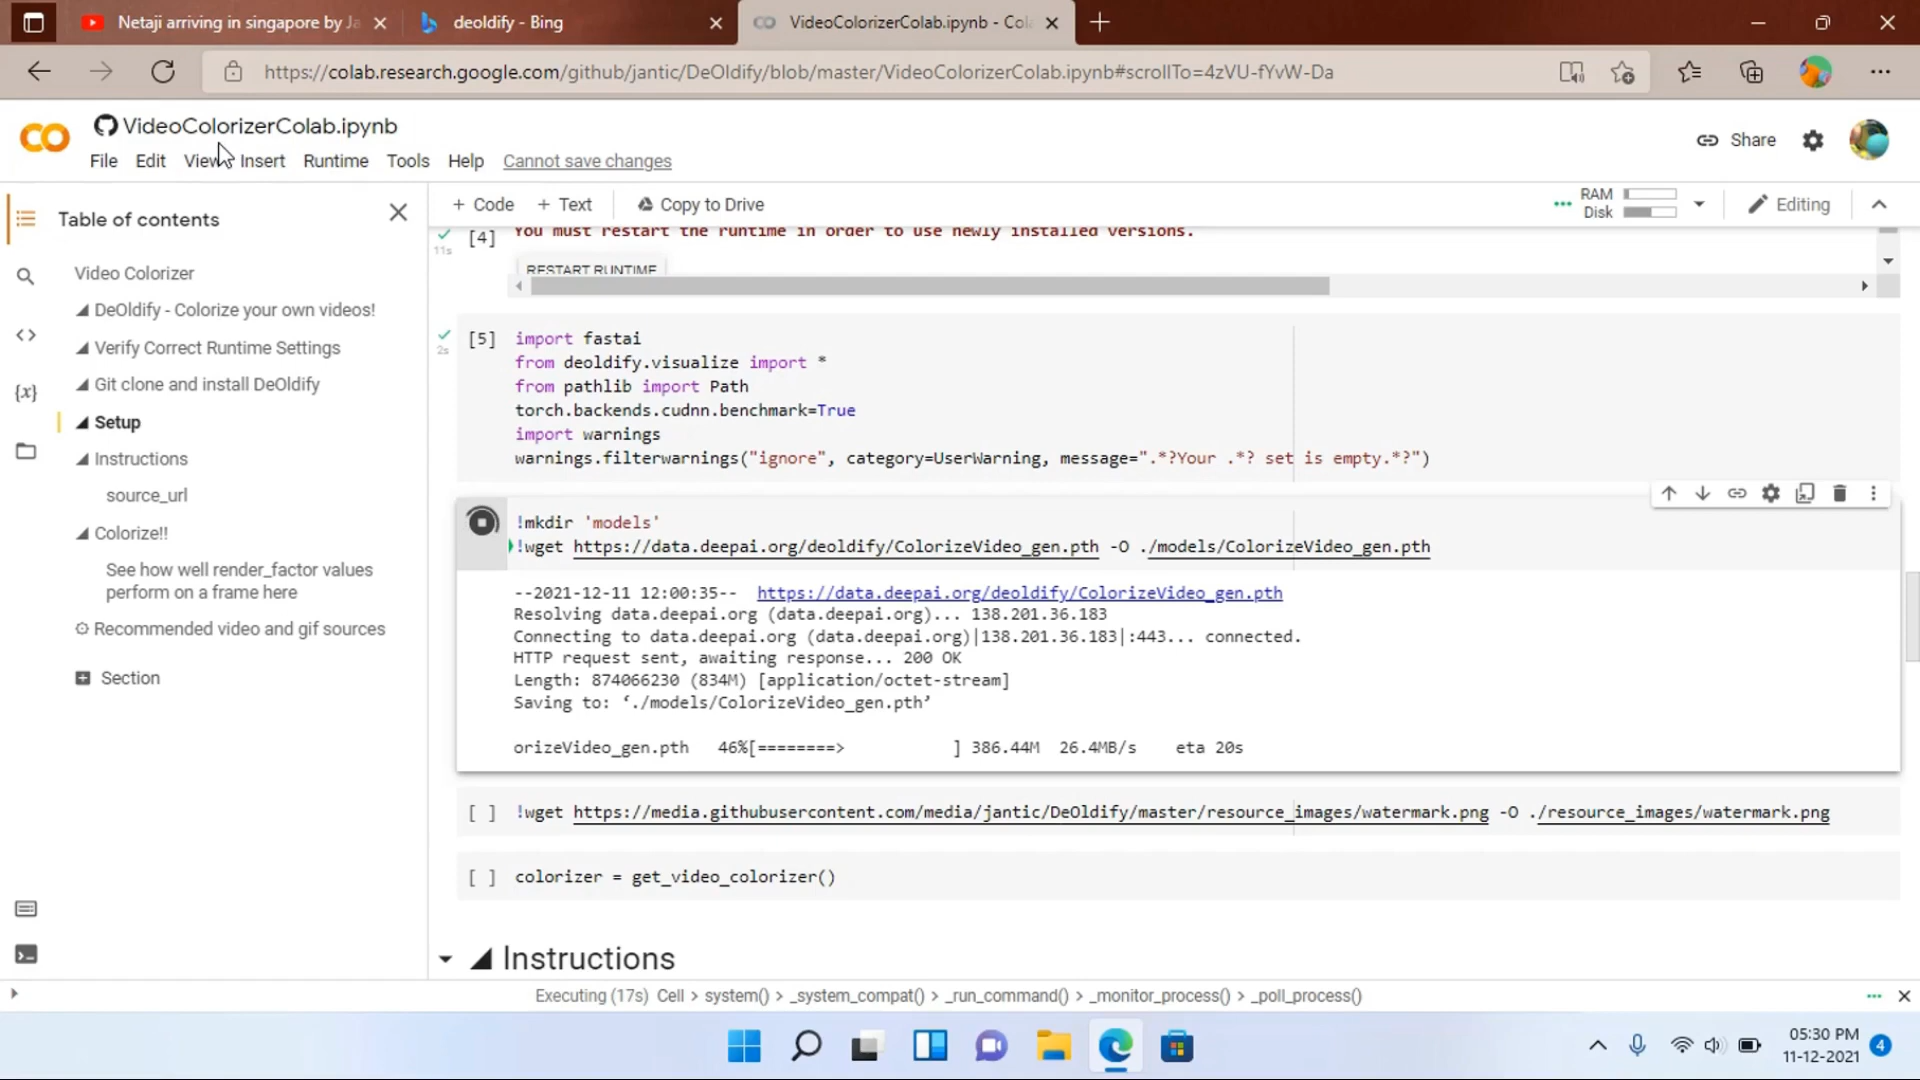 Netaji arriving in singapore by Ja
deoldify - Bing
VideoColorizerColab.ipynb - Col
https://colab.research.google.com/github/jantic/DeOldify/blob/master/VideoColorizerColab.ipynb#scrollTo=4zVU-fYvW-Da
CO
VideoColorizerColab.ipynb
File Edit View Insert Runtime Tools Help Cannot save changes
Share
Table of contents
Video Colorizer
◢ DeOldify - Colorize your own videos!
◢ Verify Correct Runtime Settings
◢ Git clone and install DeOldify
◢ Setup
◢ Instructions
source_url
◢ Colorize!!
See how well render_factor values
perform on a frame here
⚙ Recommended video and gif sources
+ Section
{x}
+ Code + Text Copy to Drive
RAM
Disk
Editing
[4] You must restart the runtime in order to use newly installed versions.
11s
RESTART RUNTIME
[5] import fastai
2s
from deoldify.visualize import *
from pathlib import Path
torch.backends.cudnn.benchmark=True
import warnings
warnings.filterwarnings("ignore", category=UserWarning, message=".*?Your .*? set is empty.*?")
!mkdir 'models'
!wget https://data.deepai.org/deoldify/ColorizeVideo_gen.pth -O ./models/ColorizeVideo_gen.pth
--2021-12-11 12:00:35-- https://data.deepai.org/deoldify/ColorizeVideo_gen.pth
Resolving data.deepai.org (data.deepai.org)... 138.201.36.183
Connecting to data.deepai.org (data.deepai.org)|138.201.36.183|:443... connected.
HTTP request sent, awaiting response... 200 OK
Length: 874066230 (834M) [application/octet-stream]
Saving to: ‘./models/ColorizeVideo_gen.pth’
orizeVideo_gen.pth 46%[========> ] 386.44M 26.4MB/s eta 20s
[ ] !wget https://media.githubusercontent.com/media/jantic/DeOldify/master/resource_images/watermark.png -O ./resource_images/watermark.png
[ ] colorizer = get_video_colorizer()
◢ Instructions
Executing (17s) Cell > system() > _system_compat() > _run_command() > _monitor_process() > _poll_process()
05:30 PM
11-12-2021
4